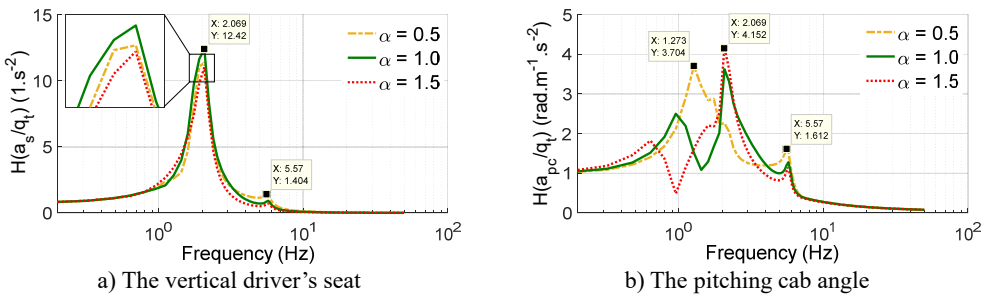 15
10
5
0
H(a_s/q_t) (1.s^-2)
X: 2.069
Y: 12.42
X: 5.57
Y: 1.404
α = 0.5
α = 1.0
α = 1.5
10^0
10^1
10^2
Frequency (Hz)
a) The vertical driver's seat
5
4
3
2
1
0
H(a_pc/q_t) (rad.m^-1.s^-2)
X: 1.273
Y: 3.704
X: 2.069
Y: 4.152
X: 5.57
Y: 1.612
α = 0.5
α = 1.0
α = 1.5
10^0
10^1
10^2
Frequency (Hz)
b) The pitching cab angle